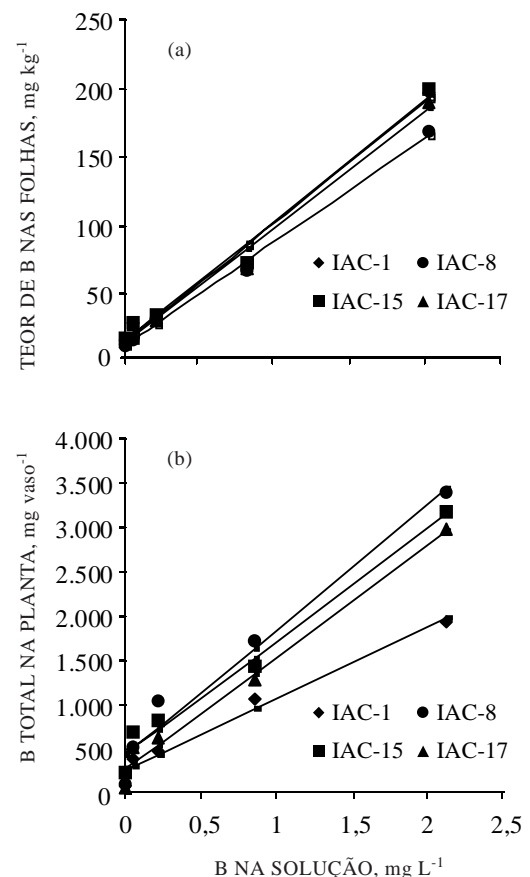 TEOR DE B NAS FOLHAS, mg kg⁻¹
250
200
150
100
50
0
(a)
IAC-1 IAC-8
IAC-15 IAC-17
B TOTAL NA PLANTA, mg vaso⁻¹
4.000
3.500
3.000
2.500
2.000
1.500
1.000
500
0
(b)
IAC-1 IAC-8
IAC-15 IAC-17
0 0,5 1 1,5 2 2,5
B NA SOLUÇÃO, mg L⁻¹